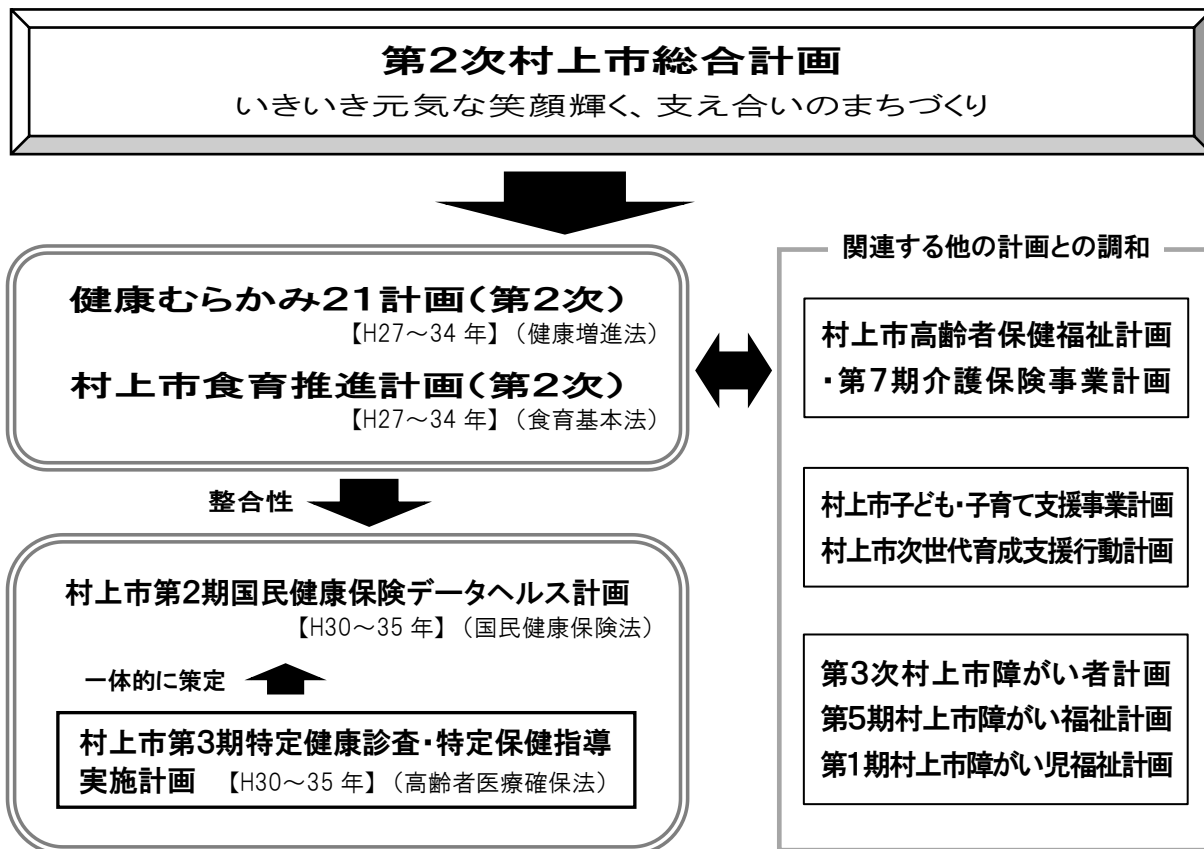 第2次村上市総合計画
いきいき元気な笑顔輝く、支え合いのまちづくり
健康むらかみ21計画(第2次)
【H27～34 年】（健康増進法）
村上市食育推進計画(第2次)
【H27～34 年】（食育基本法）
整合性
村上市第2期国民健康保険データヘルス計画
【H30～35 年】（国民健康保険法）
一体的に策定
村上市第3期特定健康診査・特定保健指導
実施計画 【H30～35 年】（高齢者医療確保法）
関連する他の計画との調和
村上市高齢者保健福祉計画
・第7期介護保険事業計画
村上市子ども・子育て支援事業計画
村上市次世代育成支援行動計画
第3次村上市障がい者計画
第5期村上市障がい福祉計画
第1期村上市障がい児福祉計画